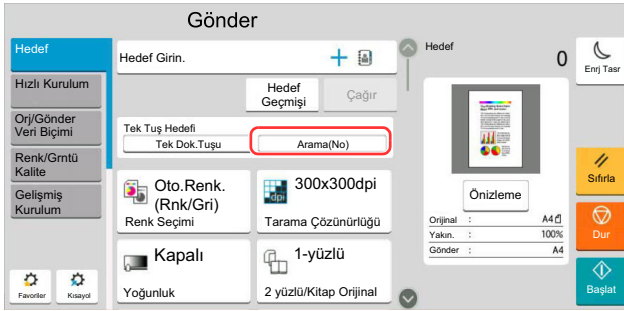 Gönder
Hedef
Hızlı Kurulum
Orj/Gönder
Veri Biçimi
Renk/Grntü
Kalite
Gelişmiş
Kurulum
Favoriler
Kısayol
Hedef Girin.
Hedef
Geçmişi
Çağır
Tek Tuş Hedefi
Tek Dok.Tuşu
Arama(No)
Oto.Renk.
(Rnk/Gri)
Renk Seçimi
dpi
300x300dpi
Tarama Çözünürlüğü
Kapalı
Yoğunluk
1-yüzlü
2 yüzlü/Kitap Orijinal
Hedef
0
Önizleme
Orijinal : A4
Yakın. : 100%
Gönder : A4
Enrj Tasr
Sıfırla
Dur
Başlat